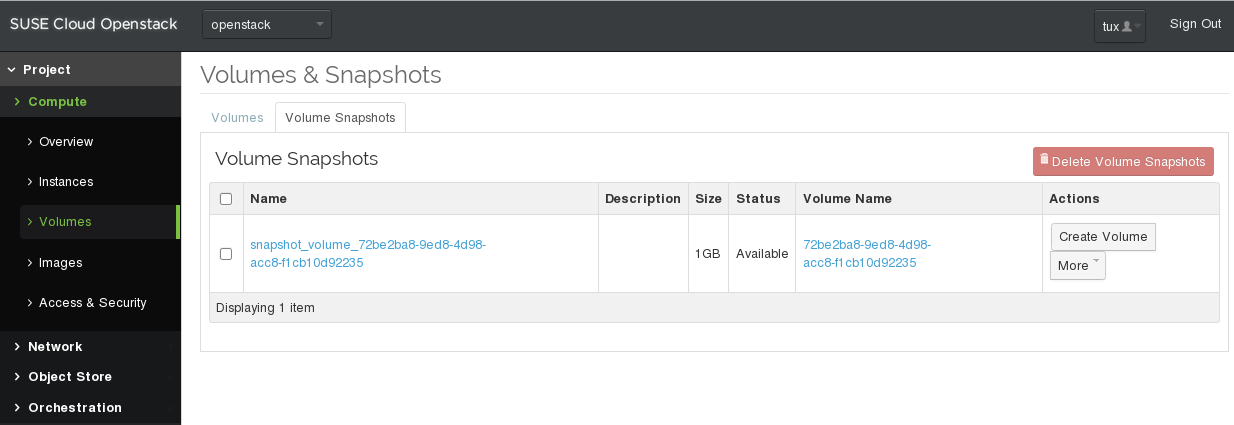 SUSE Cloud Openstack
openstack
tux
Sign Out
Project
Compute
Overview
Instances
Volumes
Images
Access & Security
Network
Object Store
Orchestration
Volumes & Snapshots
Volumes
Volume Snapshots
Volume Snapshots
Delete Volume Snapshots
Name
Description
Size
Status
Volume Name
Actions
snapshot_volume_72be2ba8-9ed8-4d98-
acc8-f1cb10d92235
1GB
Available
72be2ba8-9ed8-4d98-
acc8-f1cb10d92235
Create Volume
More
Displaying 1 item